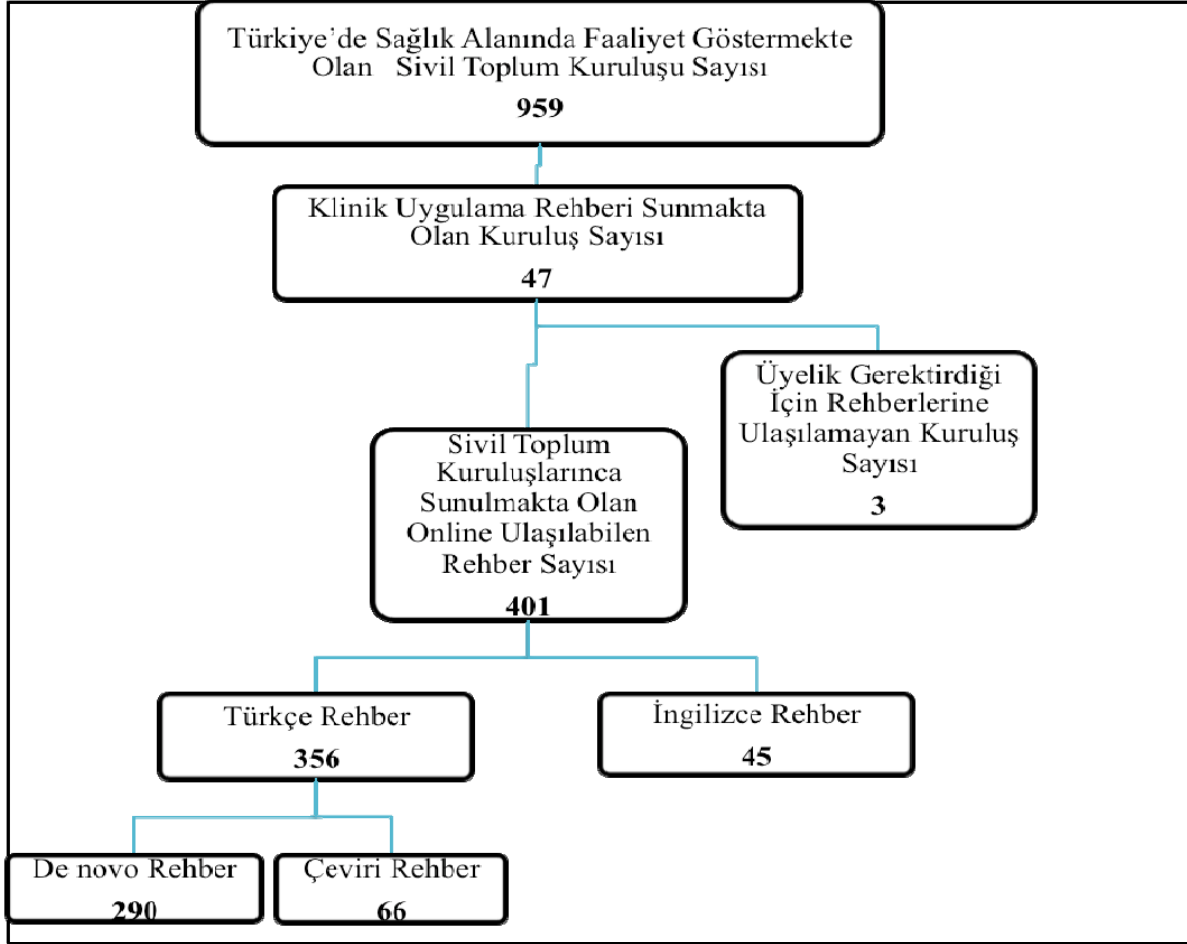 Türkiye’de Sağlık Alanında Faaliyet Göstermekte
Olan Sivil Toplum Kuruluşu Sayısı
959
Klinik Uygulama Rehberi Sunmakta
Olan Kuruluş Sayısı
47
Üyelik Gerektirdiği
İçin Rehberlerine
Ulaşılamayan Kuruluş
Sayısı
3
Sivil Toplum
Kuruluşlarınca
Sunulmakta Olan
Online Ulaşılabilen
Rehber Sayısı
401
Türkçe Rehber
356
İngilizce Rehber
45
De novo Rehber
290
Çeviri Rehber
66